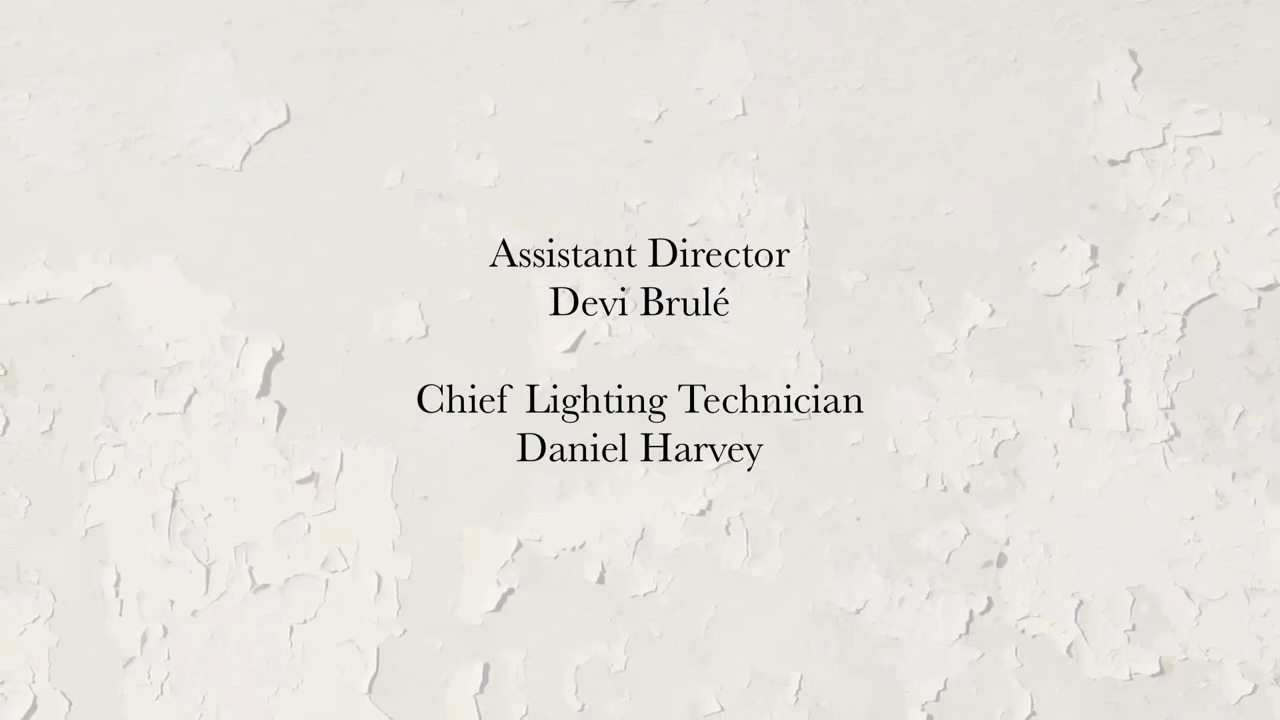 Assistant Director
Devi Brulé
Chief Lighting Technician
Daniel Harvey